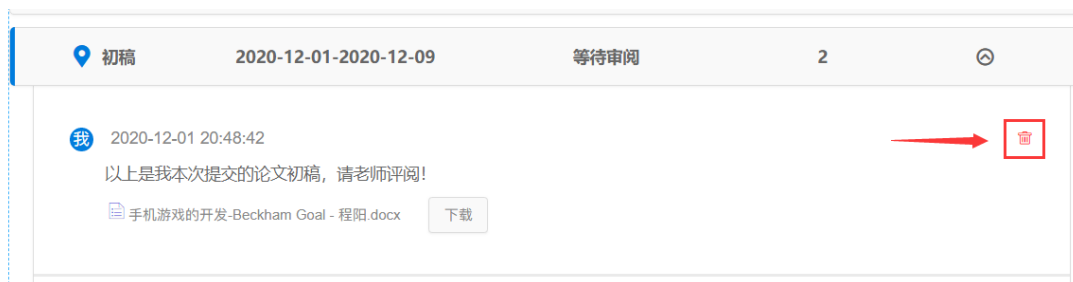 初稿 2020-12-01-2020-12-09 等待审阅 2
我 2020-12-01 20:48:42
以上是我本次提交的论文初稿，请老师评阅！
手机游戏的开发-Beckham Goal - 程阳.docx 下载